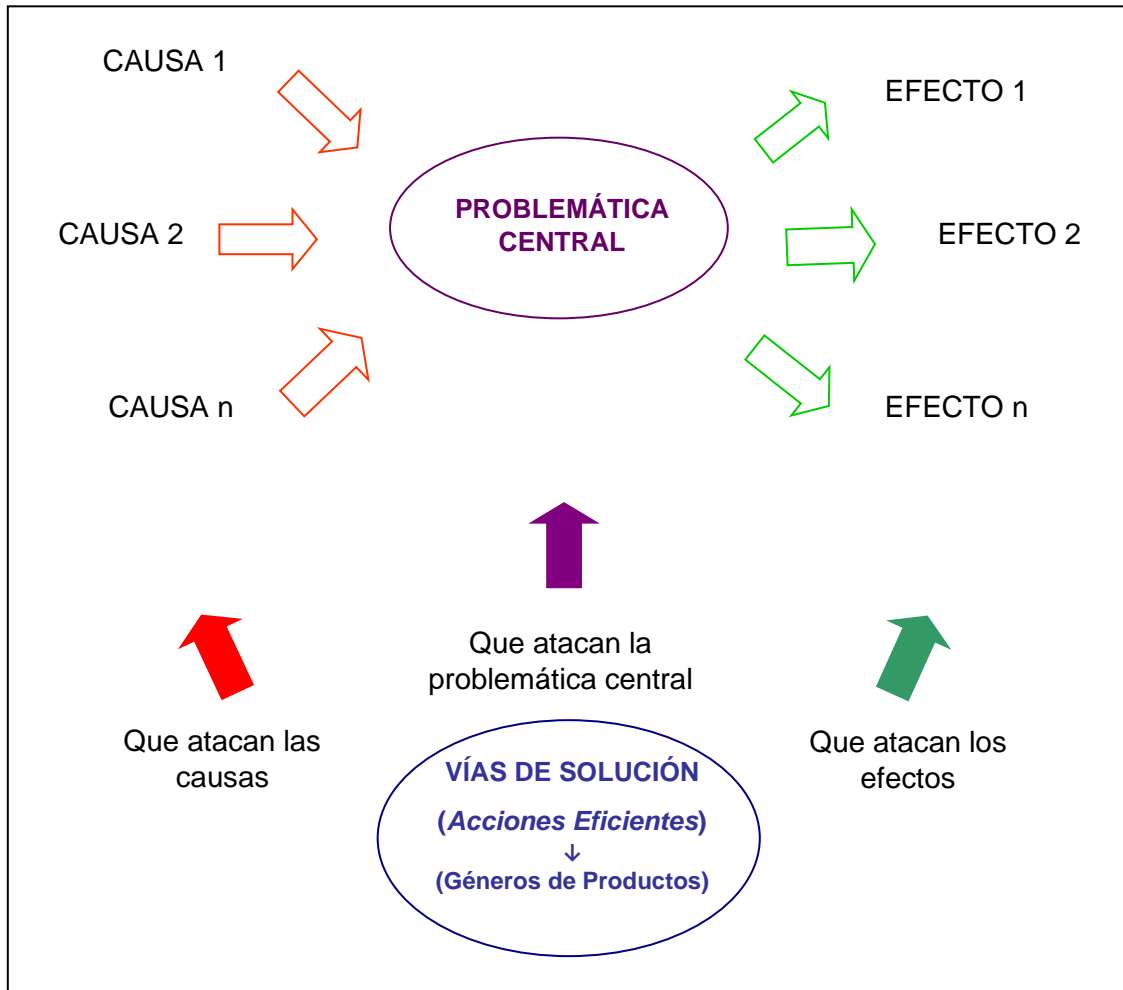 CAUSA 1
EFECTO 1
PROBLEMÁTICA
CENTRAL
CAUSA 2
EFECTO 2
CAUSA n
EFECTO n
Que atacan la
problemática central
Que atacan las
causas
Que atacan los
efectos
VÍAS DE SOLUCIÓN
(Acciones Eficientes)
↓
(Géneros de Productos)